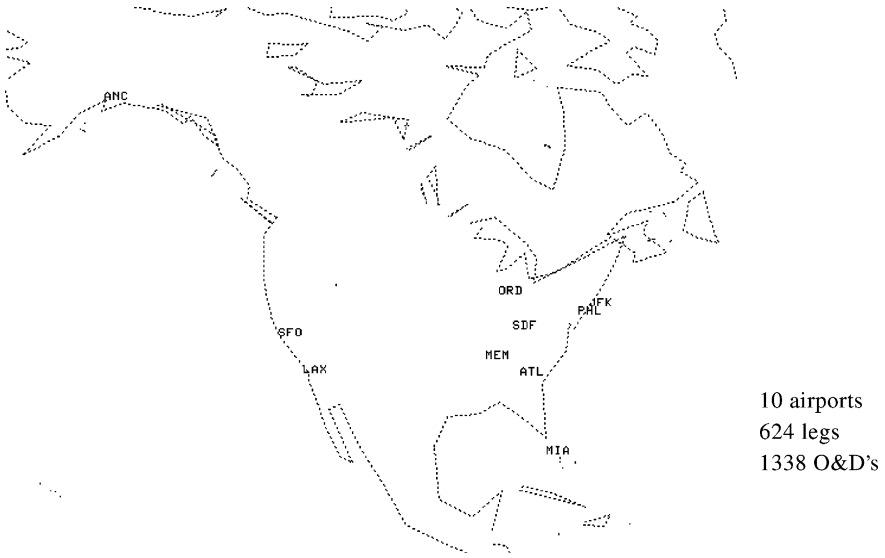 ANC
ORD
JFK
PHL
SDF
SFO
MEM
LAX
ATL
10 airports
624 legs
MIA
1338 O&D's